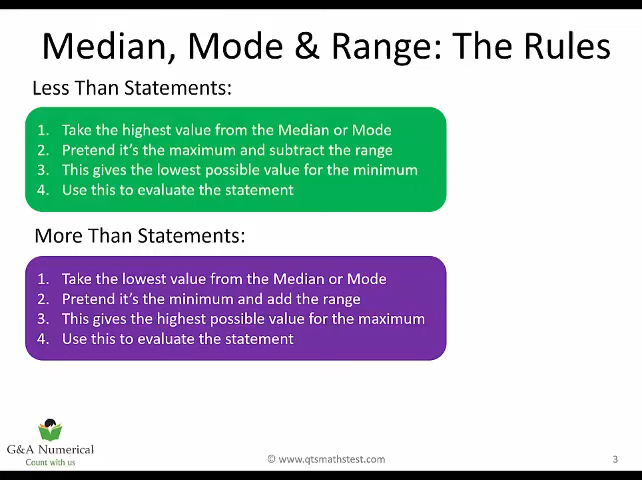 Median, Mode & Range: The Rules
Less Than Statements:
1. Take the highest value from the Median or Mode
2. Pretend it's the maximum and subtract the range
3. This gives the lowest possible value for the minimum
4. Use this to evaluate the statement
More Than Statements:
1. Take the lowest value from the Median or Mode
2. Pretend it's the minimum and add the range
3. This gives the highest possible value for the maximum
4. Use this to evaluate the statement
G&A Numerical
Count with us
© www.qtsmathstest.com
3